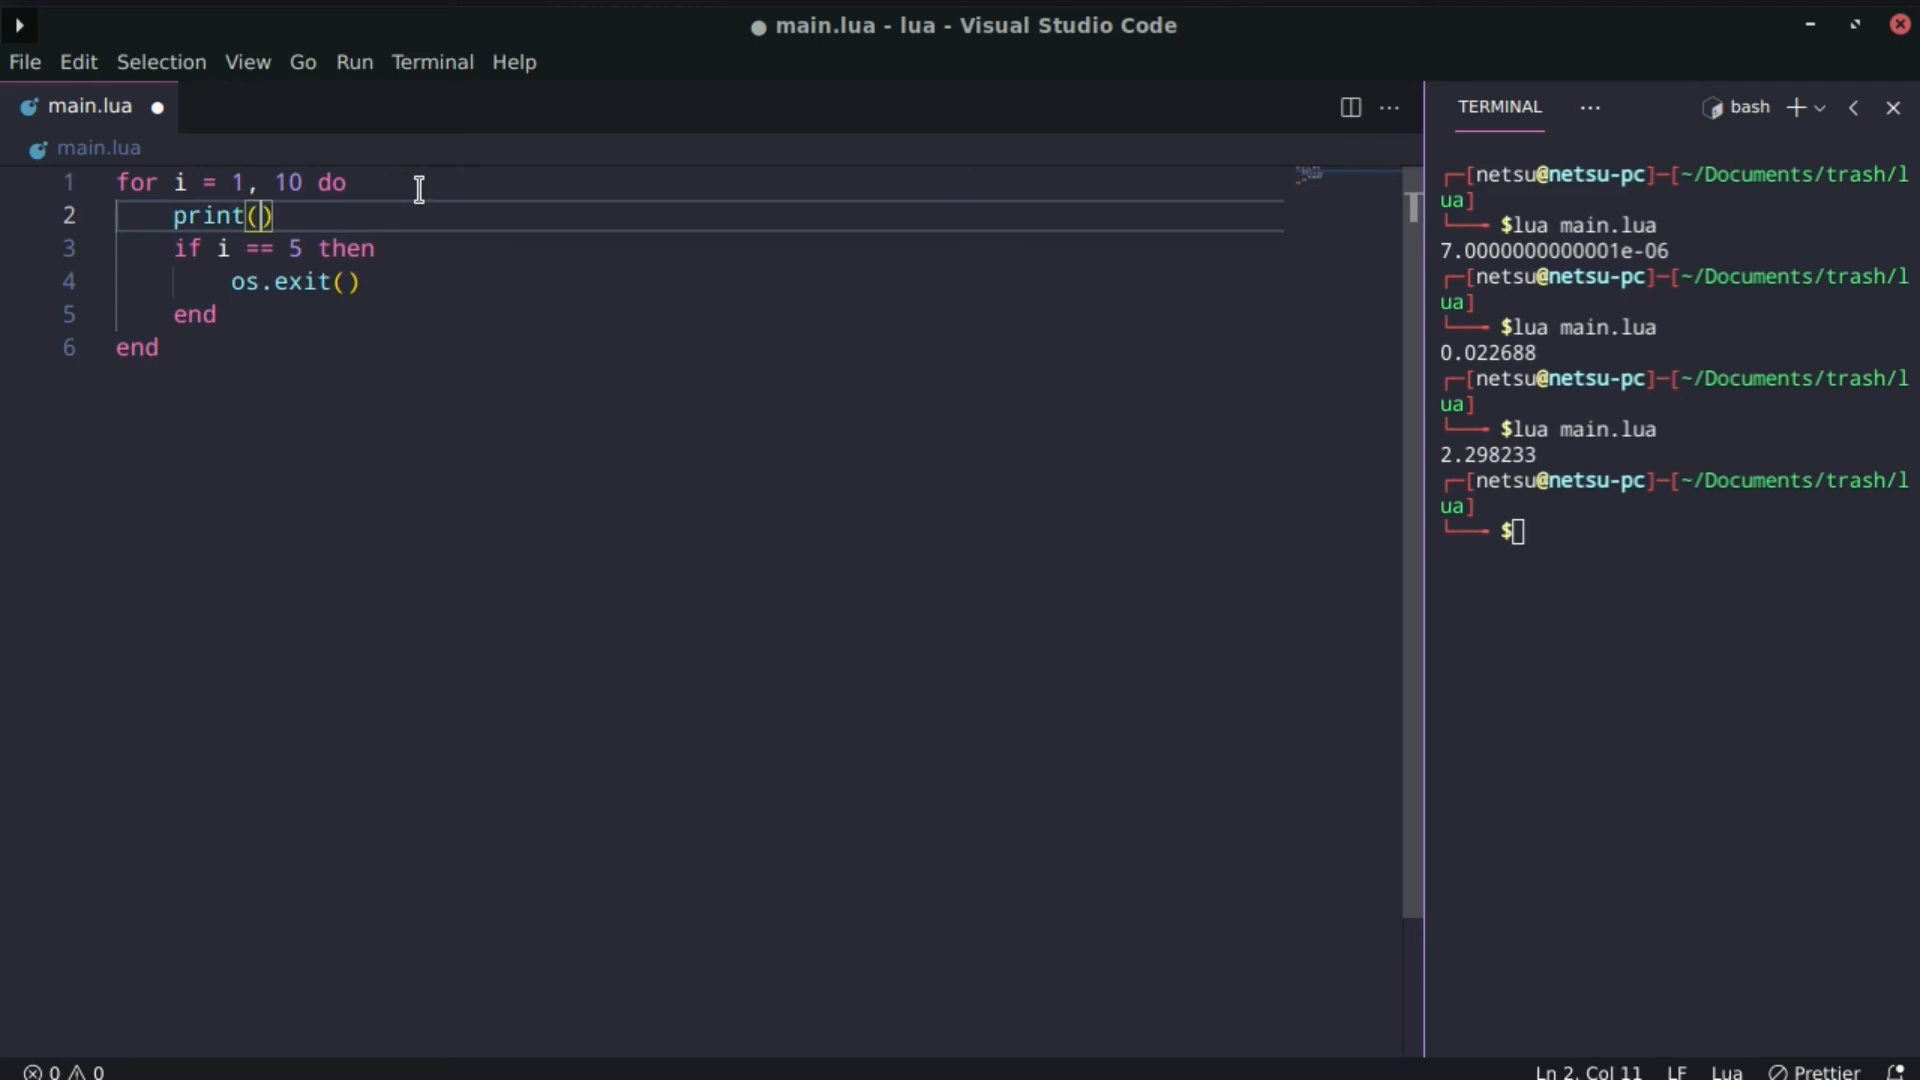 ● main.lua - lua - Visual Studio Code
File Edit Selection View Go Run Terminal Help
main.lua ●
main.lua
1 for i = 1, 10 do
2     print()
3     if i == 5 then
4         os.exit()
5     end
6 end
TERMINAL ··· bash
┌─[netsu@netsu-pc]─[~/Documents/trash/l
ua]
└──╼ $lua main.lua
7.0000000000001e-06
┌─[netsu@netsu-pc]─[~/Documents/trash/l
ua]
└──╼ $lua main.lua
0.022688
┌─[netsu@netsu-pc]─[~/Documents/trash/l
ua]
└──╼ $lua main.lua
2.298233
┌─[netsu@netsu-pc]─[~/Documents/trash/l
ua]
└──╼ $
0 0
Ln 2, Col 11 LF Lua Prettier